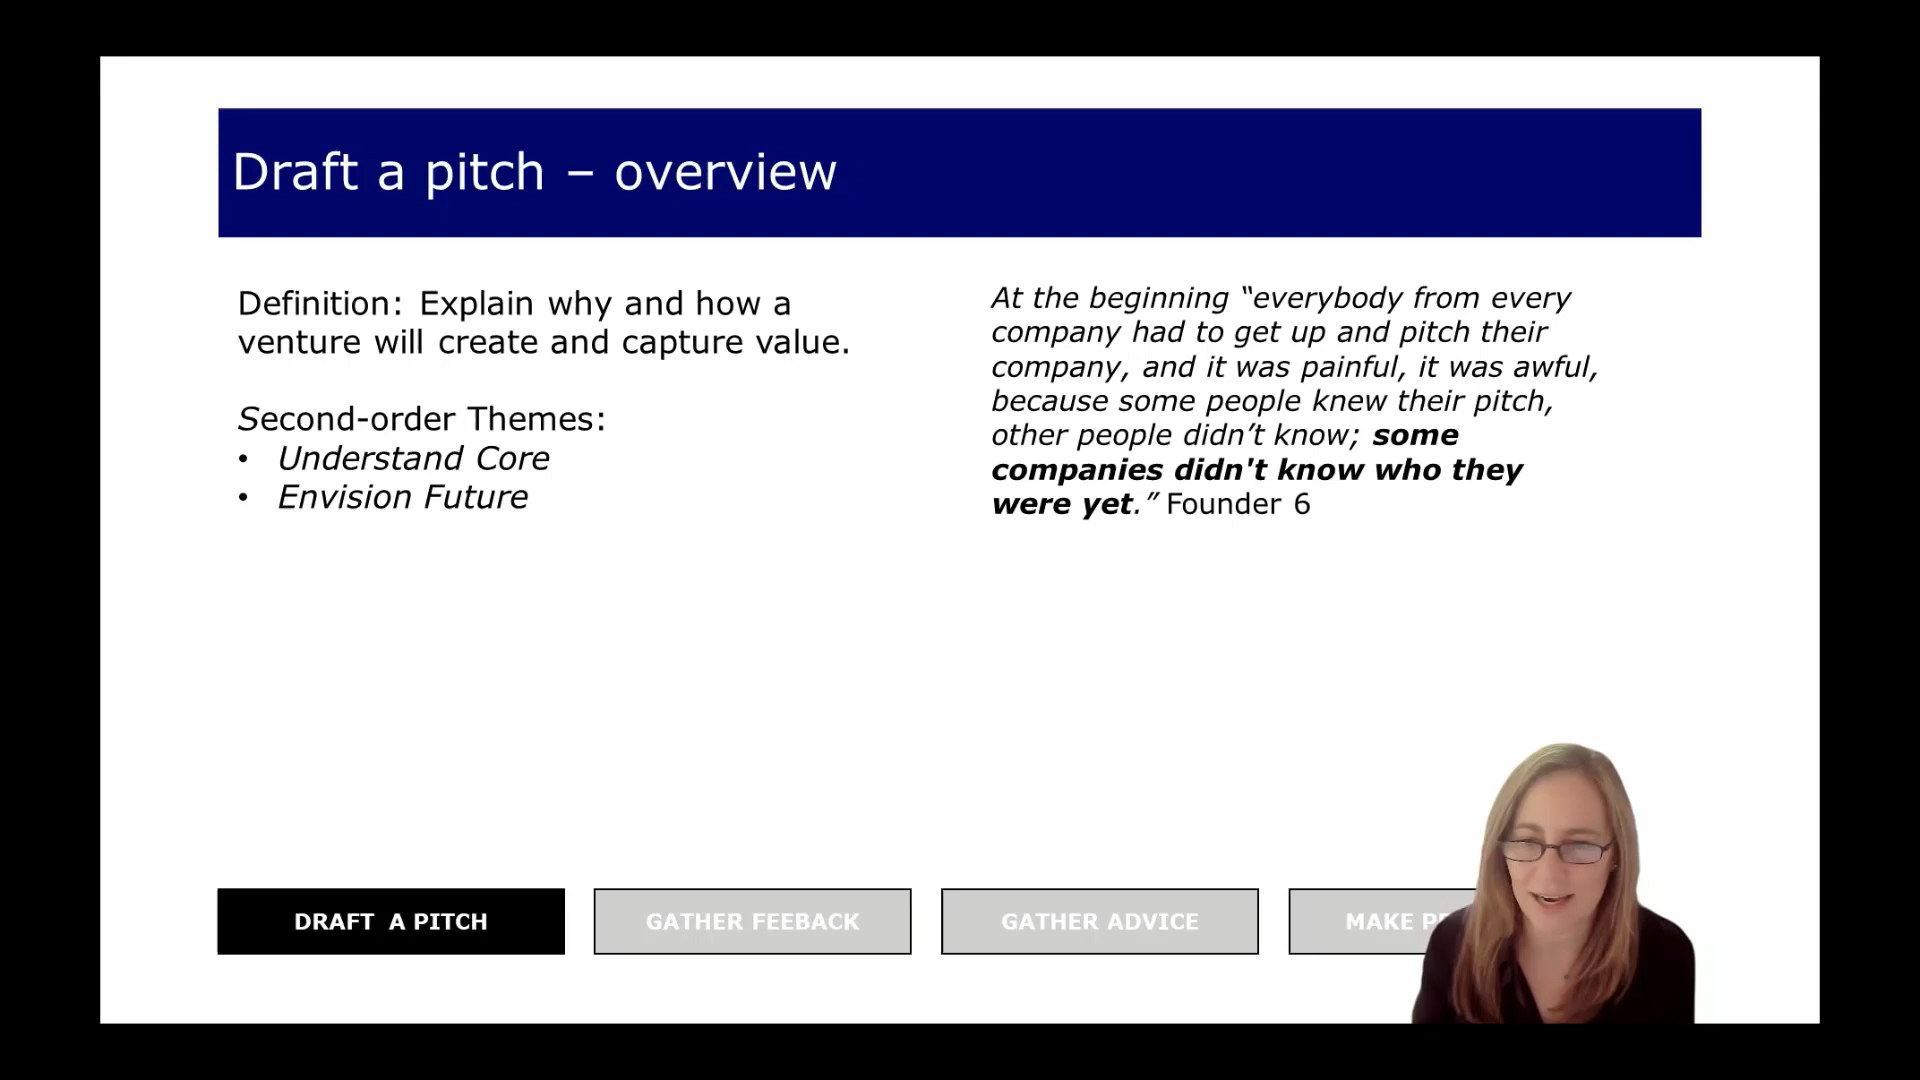 Draft a pitch – overview
Definition: Explain why and how a
venture will create and capture value.
Second-order Themes:
• Understand Core
• Envision Future
At the beginning “everybody from every
company had to get up and pitch their
company, and it was painful, it was awful,
because some people knew their pitch,
other people didn’t know; some
companies didn't know who they
were yet.” Founder 6
DRAFT A PITCH
GATHER FEEBACK
GATHER ADVICE
MAKE